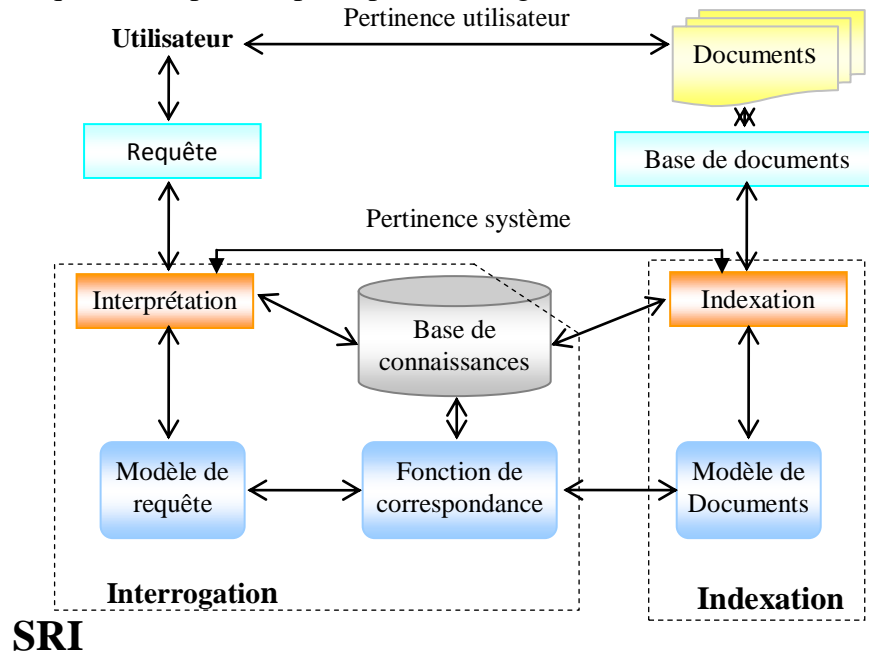 Pertinence utilisateur
Utilisateur
Documents
Requête
Base de documents
Pertinence système
Interprétation
Indexation
Base de
connaissances
Modèle de
requête
Fonction de
correspondance
Modèle de
Documents
Interrogation
Indexation
SRI